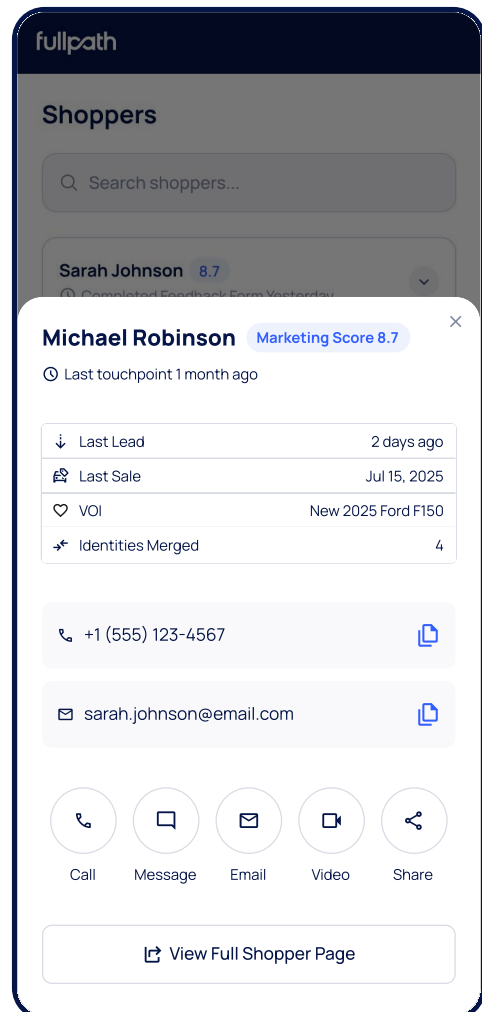 fullpath
Shoppers
Search shoppers...
Sarah Johnson 8.7
Completed Feedback Form Yesterday
Michael Robinson Marketing Score 8.7
Last touchpoint 1 month ago
Last Lead 2 days ago
Last Sale Jul 15, 2025
VOI New 2025 Ford F150
Identities Merged 4
+1 (555) 123-4567
sarah.johnson@email.com
Call Message Email Video Share
View Full Shopper Page